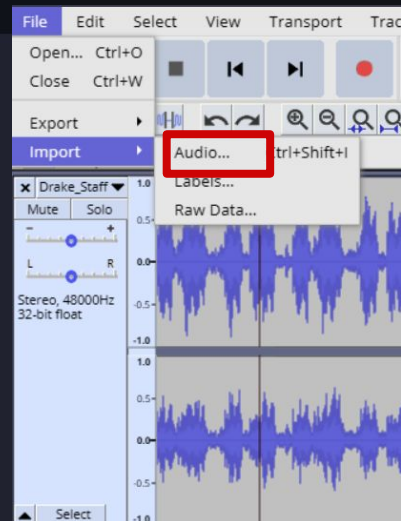 File Edit Select View Transport Trac
Open... Ctrl+O
Close Ctrl+W
Export
Import
Audio... Ctrl+Shift+I
Labels...
Raw Data...
x Drake_Staff
Mute Solo
- +
L R
Stereo, 48000Hz
32-bit float
Select
1.0
0.5-
0.0-
-0.5-
-1.0
1.0
0.5-
0.0-
-0.5-
-1.0